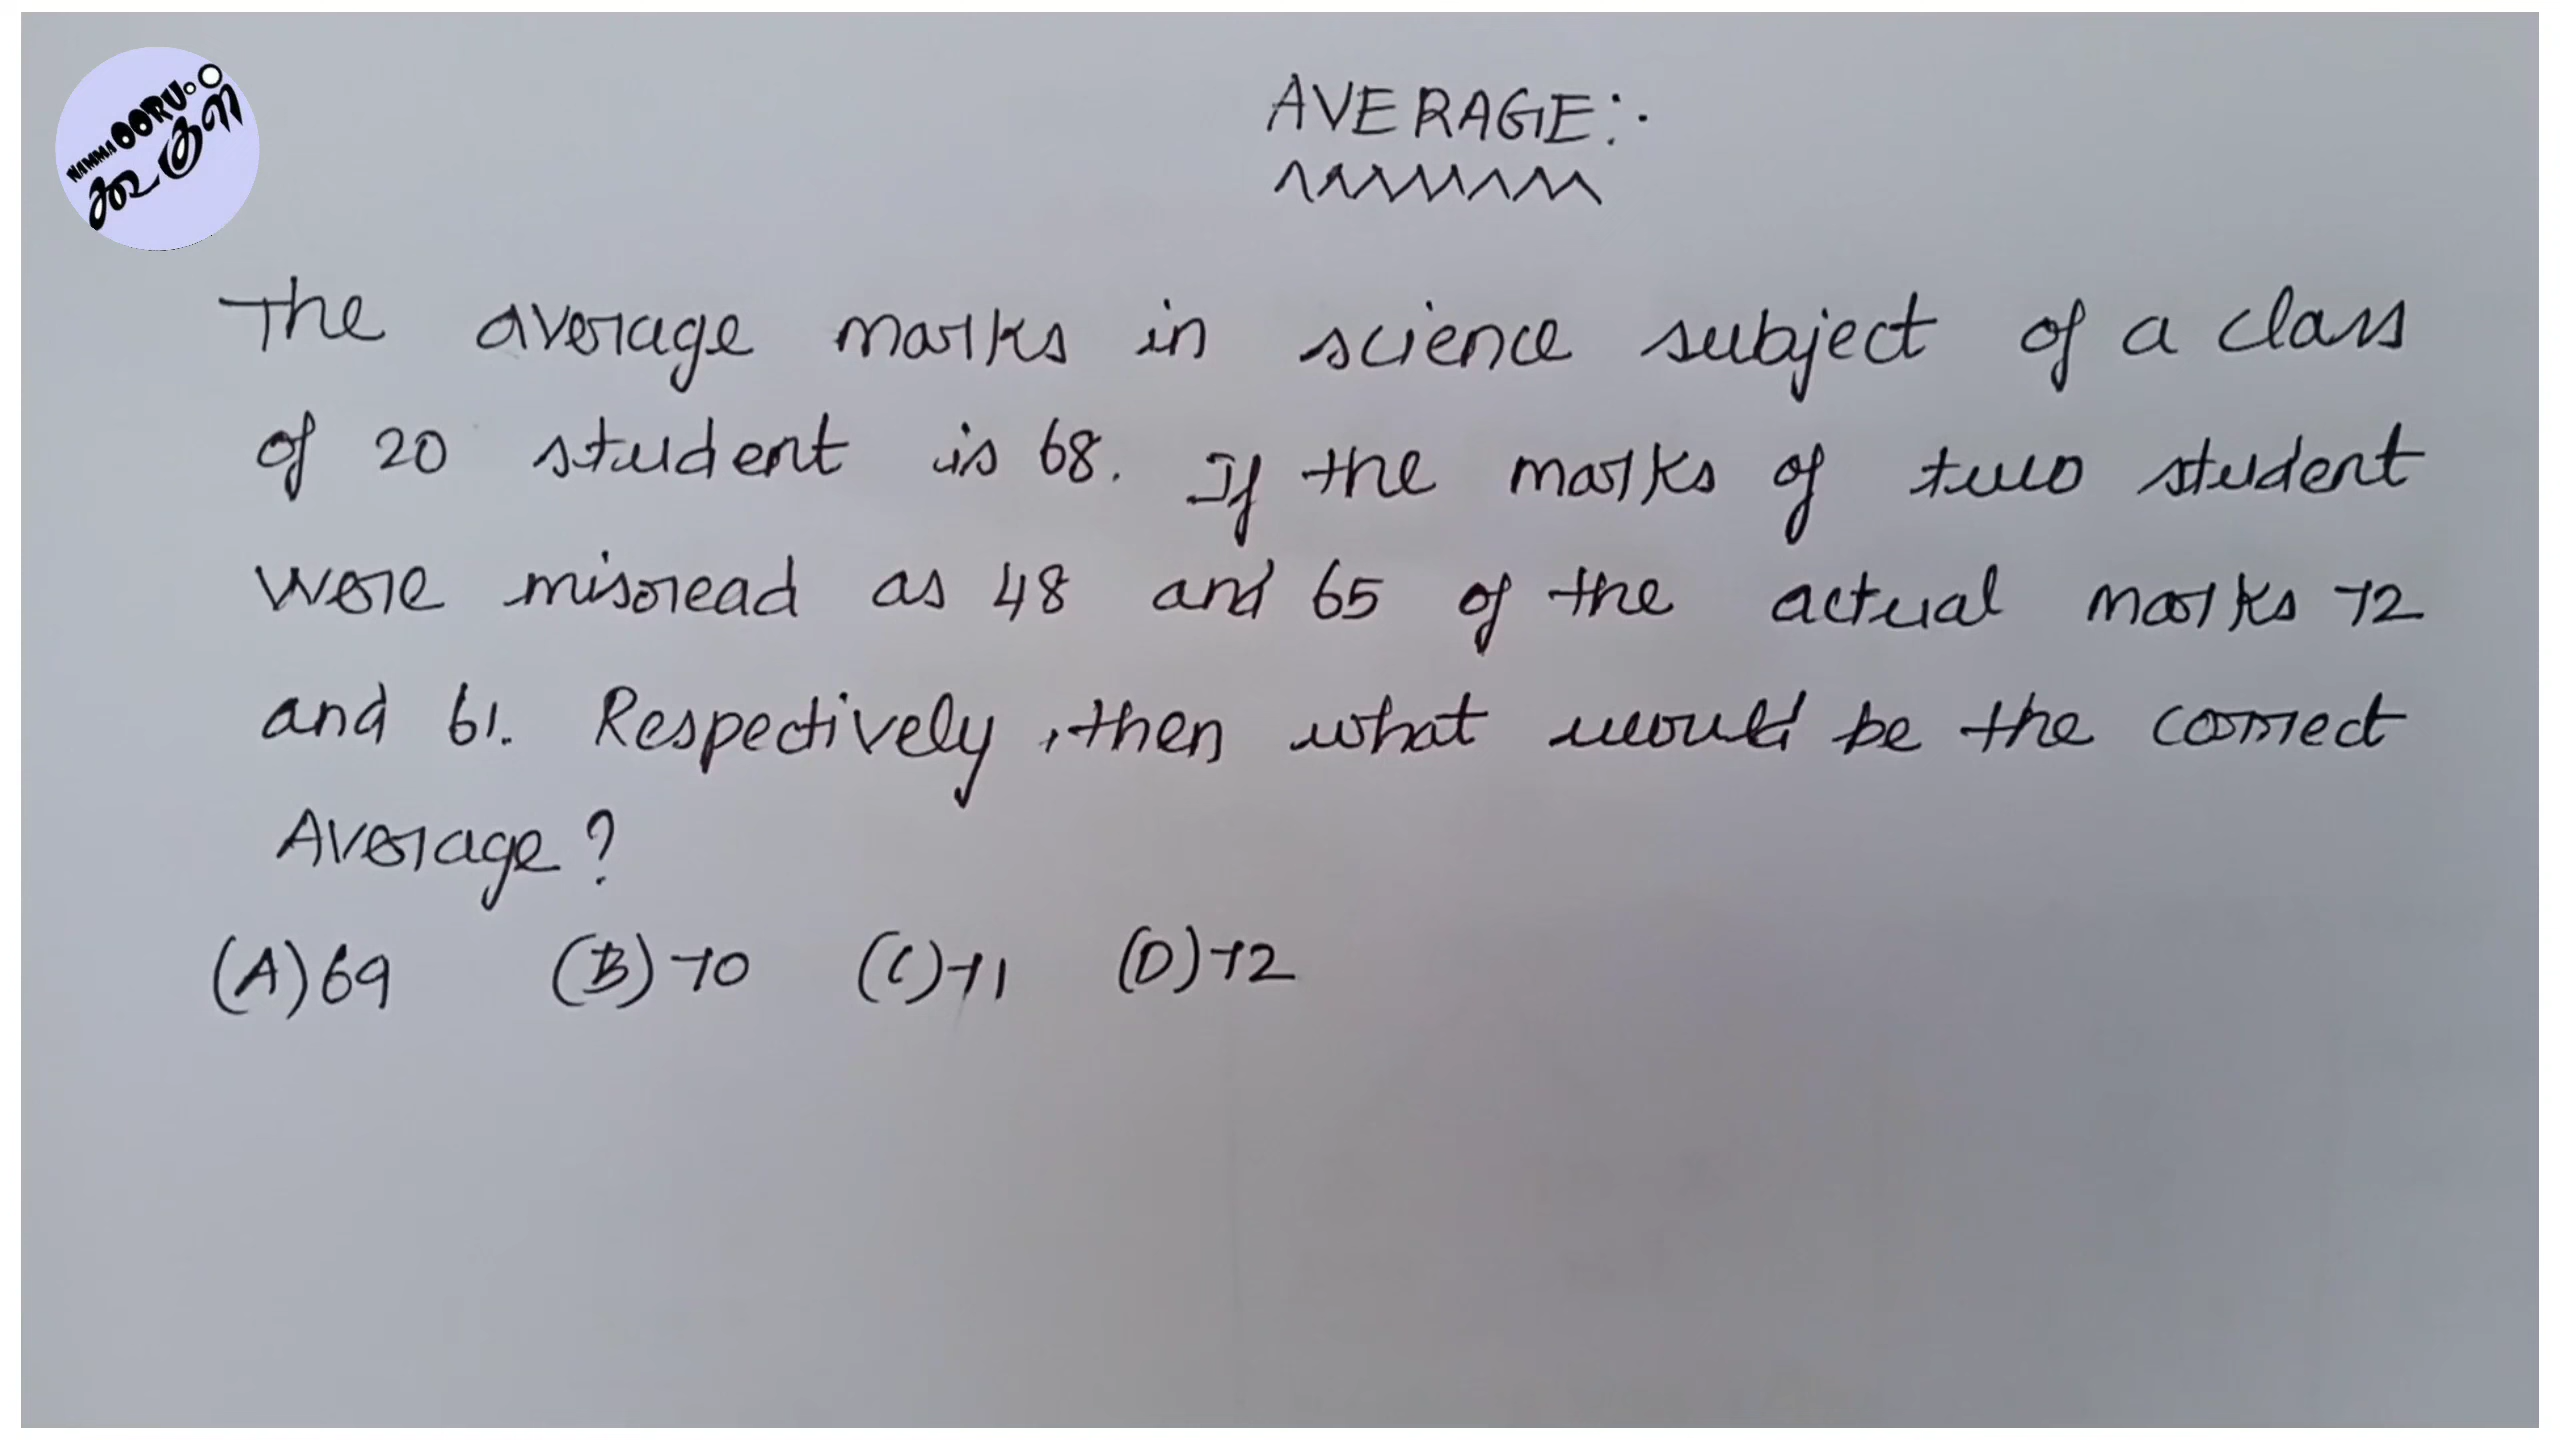 NAMMA OORU
AVERAGE:-
The average marks in science subject of a class
of 20 student is 68. If the marks of two student
were misread as 48 and 65 of the actual marks 72
and 61. Respectively, then what would be the correct
Average?
(A) 69 (B) 70 (C) 71 (D) 72